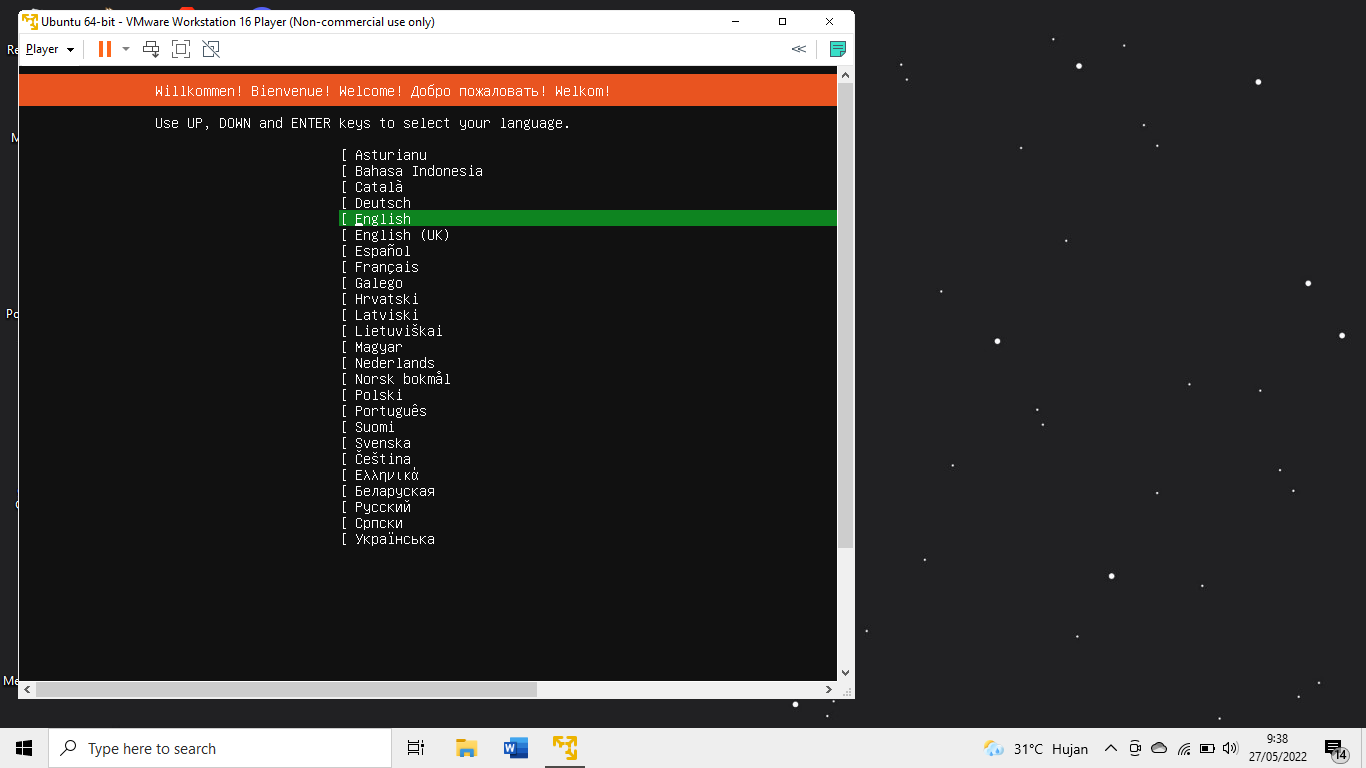 Ubuntu 64-bit - VMware Workstation 16 Player (Non-commercial use only)
Player
Willkommen! Bienvenue! Welcome! Добро пожаловать! Welkom!
Use UP, DOWN and ENTER keys to select your language.
[ Asturianu
[ Bahasa Indonesia
[ Català
[ Deutsch
[ English
[ English (UK)
[ Español
[ Français
[ Galego
[ Hrvatski
[ Latviski
[ Lietuviškai
[ Magyar
[ Nederlands
[ Norsk bokmål
[ Polski
[ Português
[ Suomi
[ Svenska
[ Čeština
[ Ελληνικά
[ Беларуская
[ Русский
[ Српски
[ Українська
Type here to search
31°C Hujan
9:38
27/05/2022
14